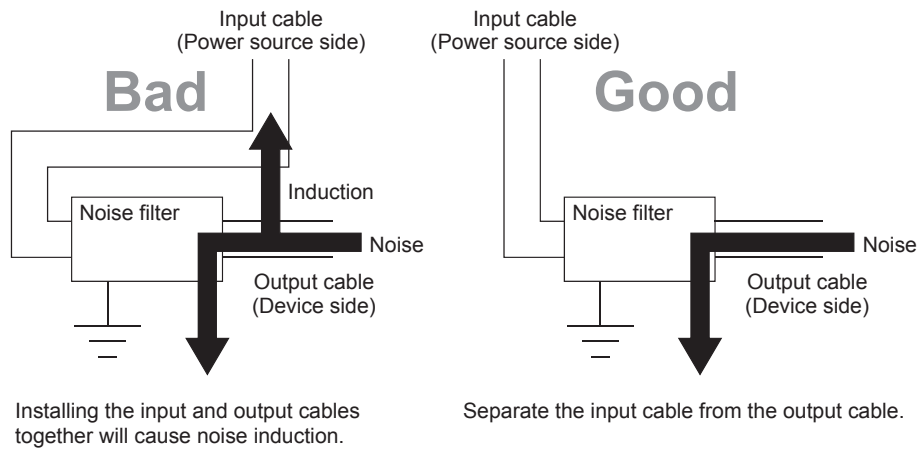 Input cable
(Power source side)
Bad
Induction
Noise filter
Noise
Output cable
(Device side)
Installing the input and output cables
together will cause noise induction.
Input cable
(Power source side)
Good
Noise filter
Noise
Output cable
(Device side)
Separate the input cable from the output cable.